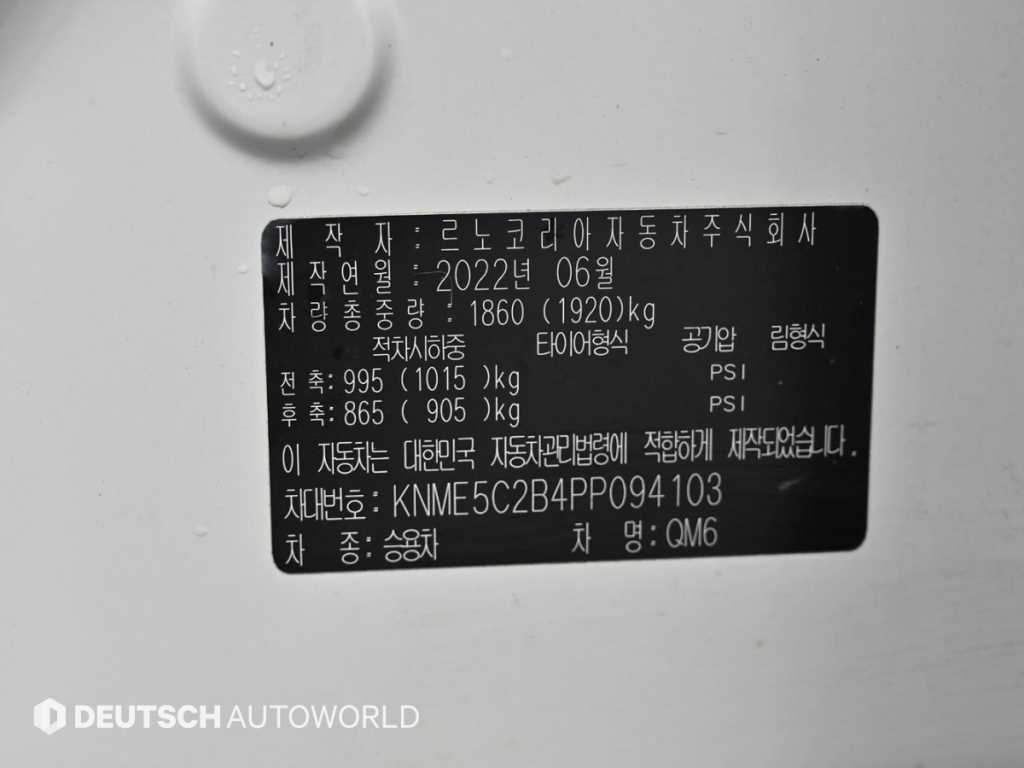 제 작 자 : 르노코리아자동차주식회사
제작연월 : 2022년 06월
차량총중량 : 1860 (1920)kg
적차시하중 타이어형식 공기압 림형식
전 축: 995 (1015 )kg PSI
후 축: 865 ( 905 )kg PSI
이 자동차는 대한민국 자동차관리법령에 적합하게 제작되었습니다.
차대번호: KNME5C2B4PP094103
차 종: 승용차 차 명: QM6
DEUTSCH AUTOWORLD